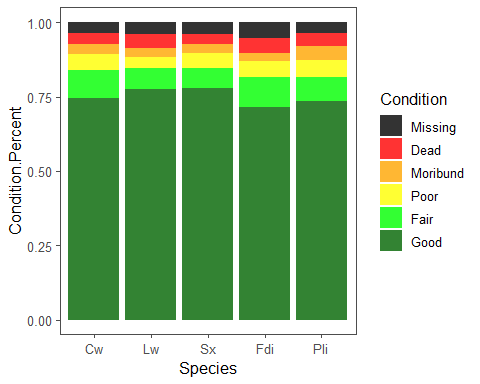 1.00
0.75
0.50
0.25
0.00
Condition.Percent
Cw Lw Sx Fdi Pli
Species
Condition
Missing
Dead
Moribund
Poor
Fair
Good